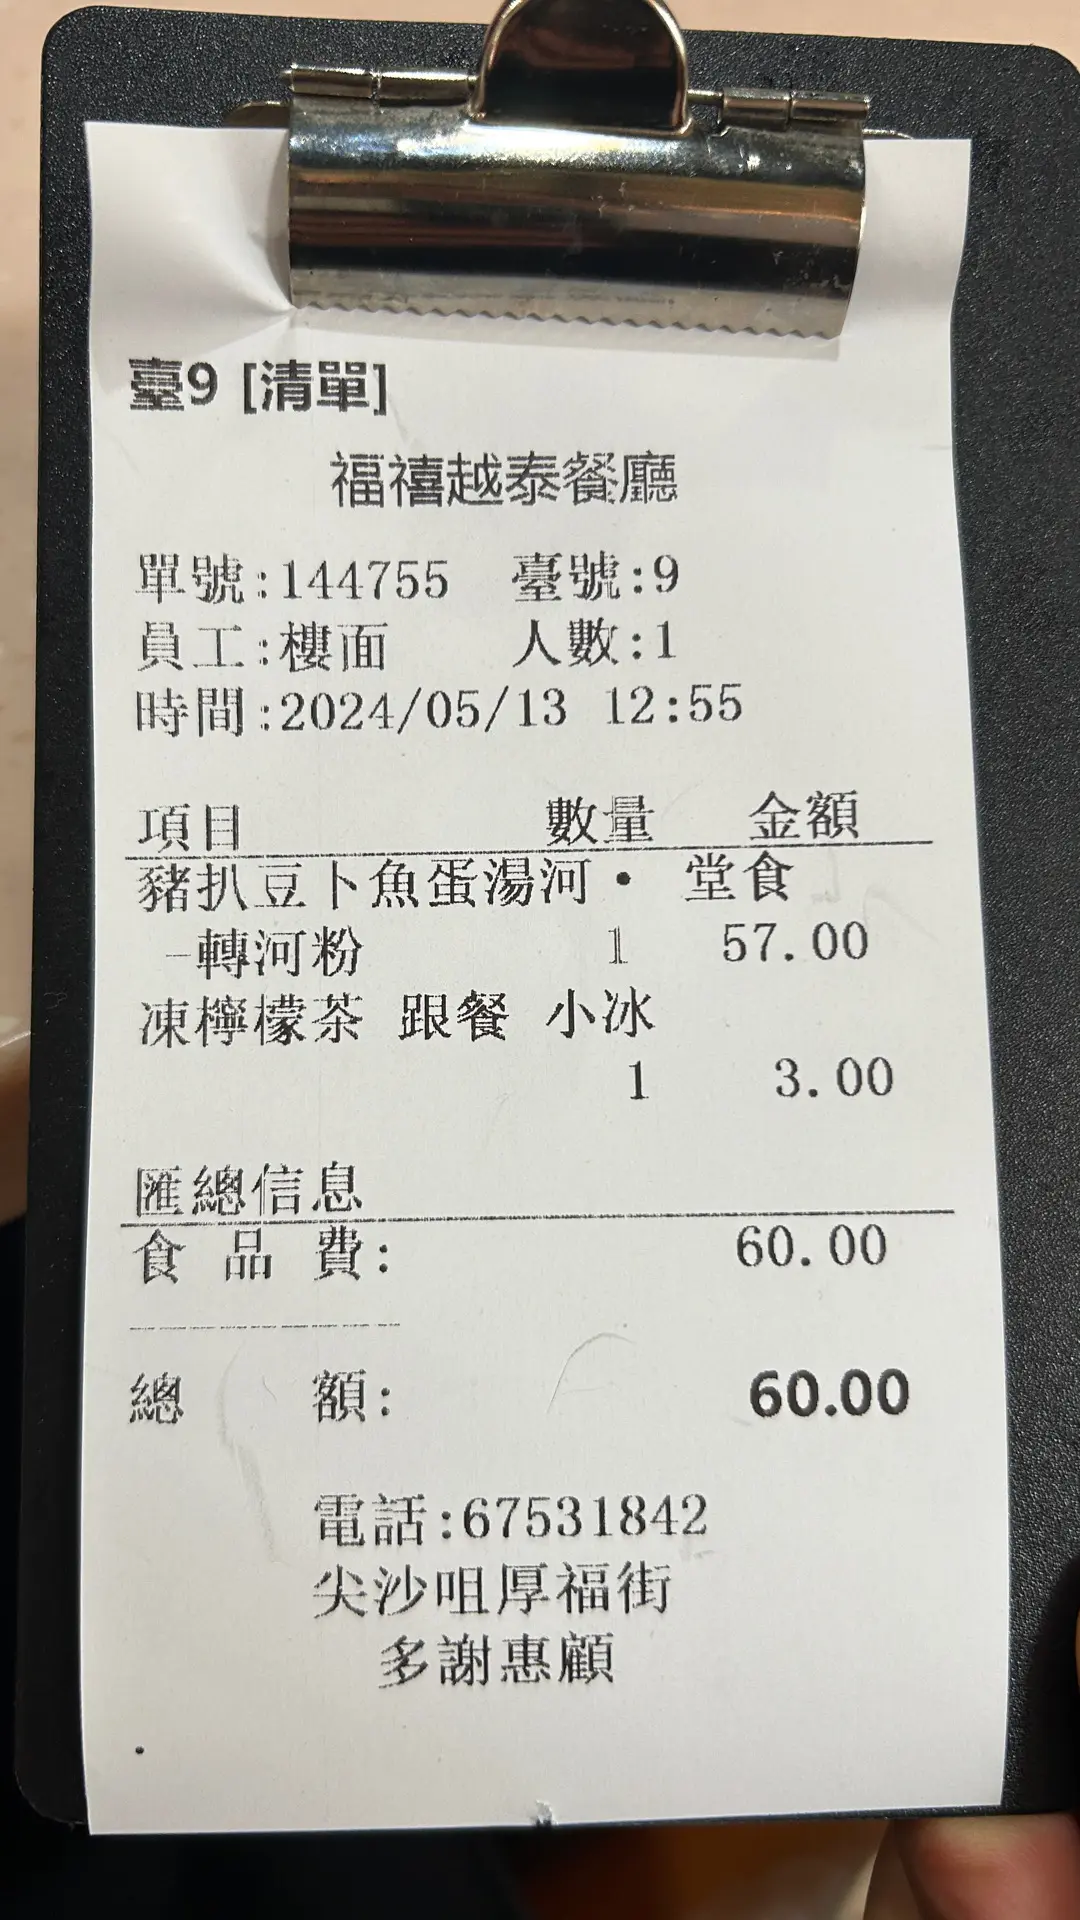 臺9 [清單]
福禧越泰餐廳
單號:144755 臺號:9
員工:樓面 人數:1
時間:2024/05/13 12:55
項目 數量 金額
豬扒豆卜魚蛋湯河• 堂食
-轉河粉 1 57.00
凍檸檬茶 跟餐 小冰
1 3.00
匯總信息
食 品 費: 60.00
總 額: 60.00
電話:67531842
尖沙咀厚福街
多謝惠顧
.